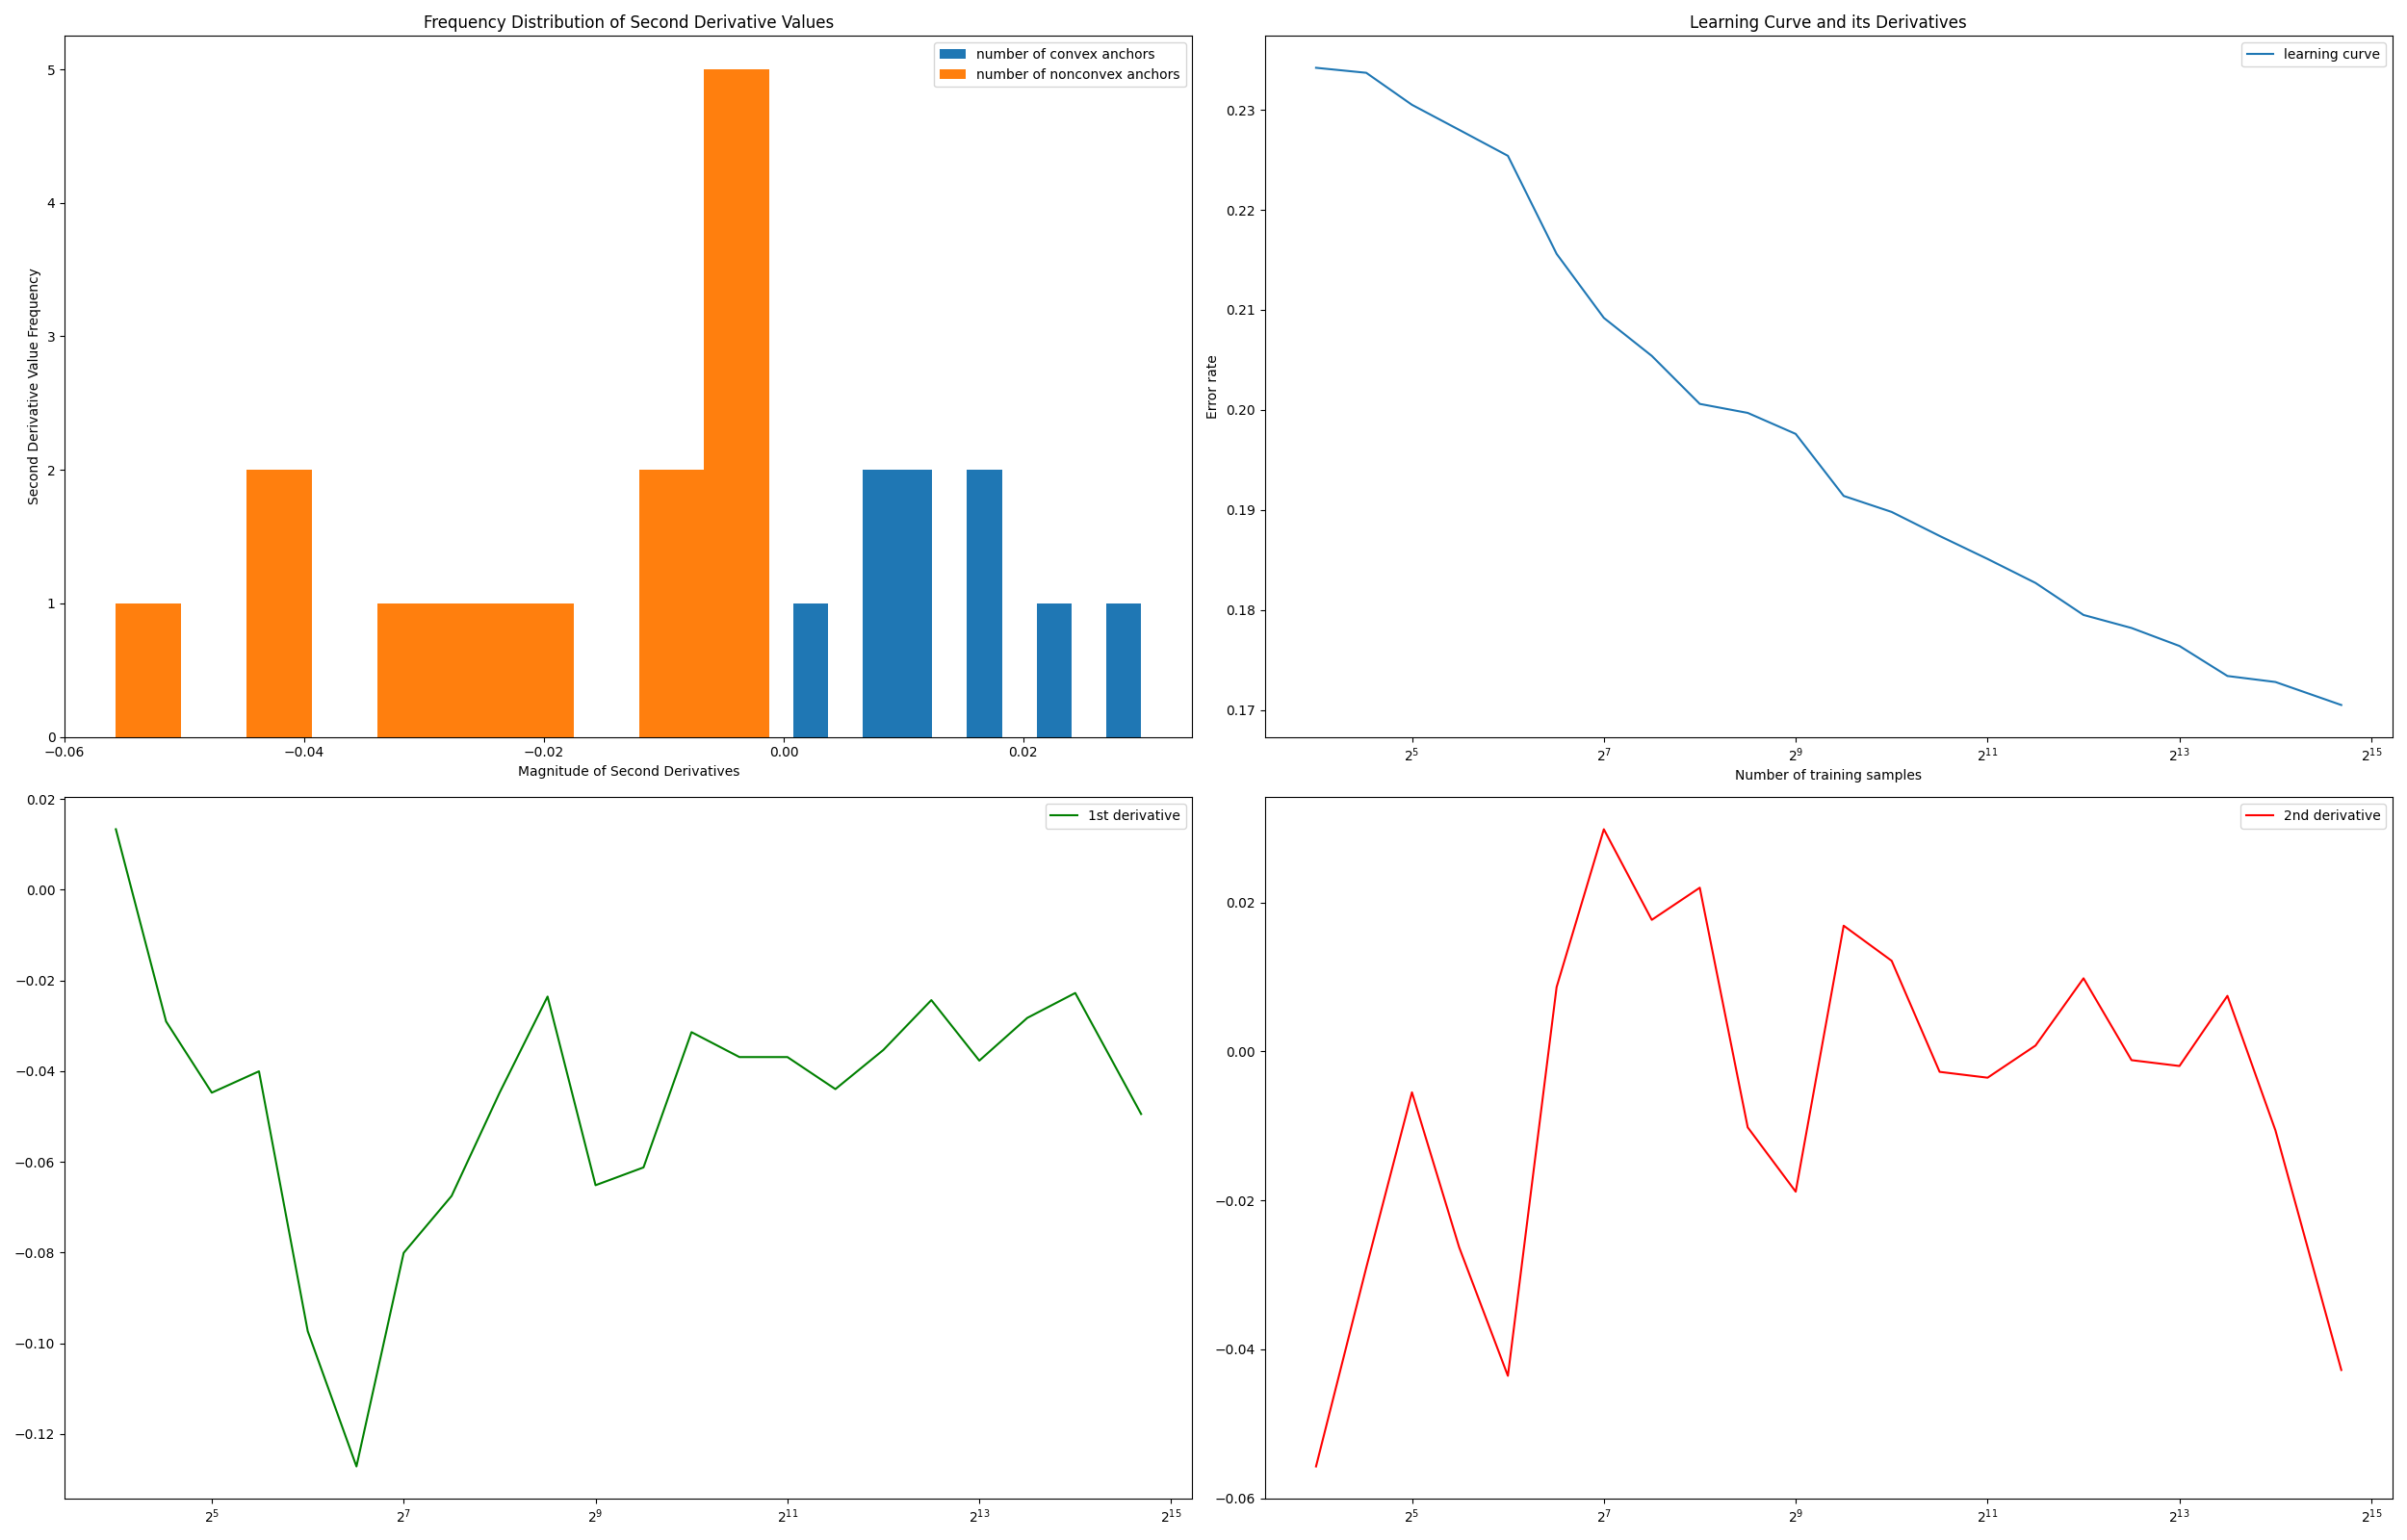 Frequency Distribution of Second Derivative Values
number of convex anchors
number of nonconvex anchors
Second Derivative Value Frequency
5
4
3
2
1
0
−0.06 −0.04 −0.02 0.00 0.02
Magnitude of Second Derivatives
Learning Curve and its Derivatives
learning curve
Error rate
0.23
0.22
0.21
0.20
0.19
0.18
0.17
2^5 2^7 2^9 2^11 2^13 2^15
Number of training samples
1st derivative
0.02
0.00
−0.02
−0.04
−0.06
−0.08
−0.10
−0.12
2^5 2^7 2^9 2^11 2^13 2^15
2nd derivative
0.02
0.00
−0.02
−0.04
−0.06
2^5 2^7 2^9 2^11 2^13 2^15